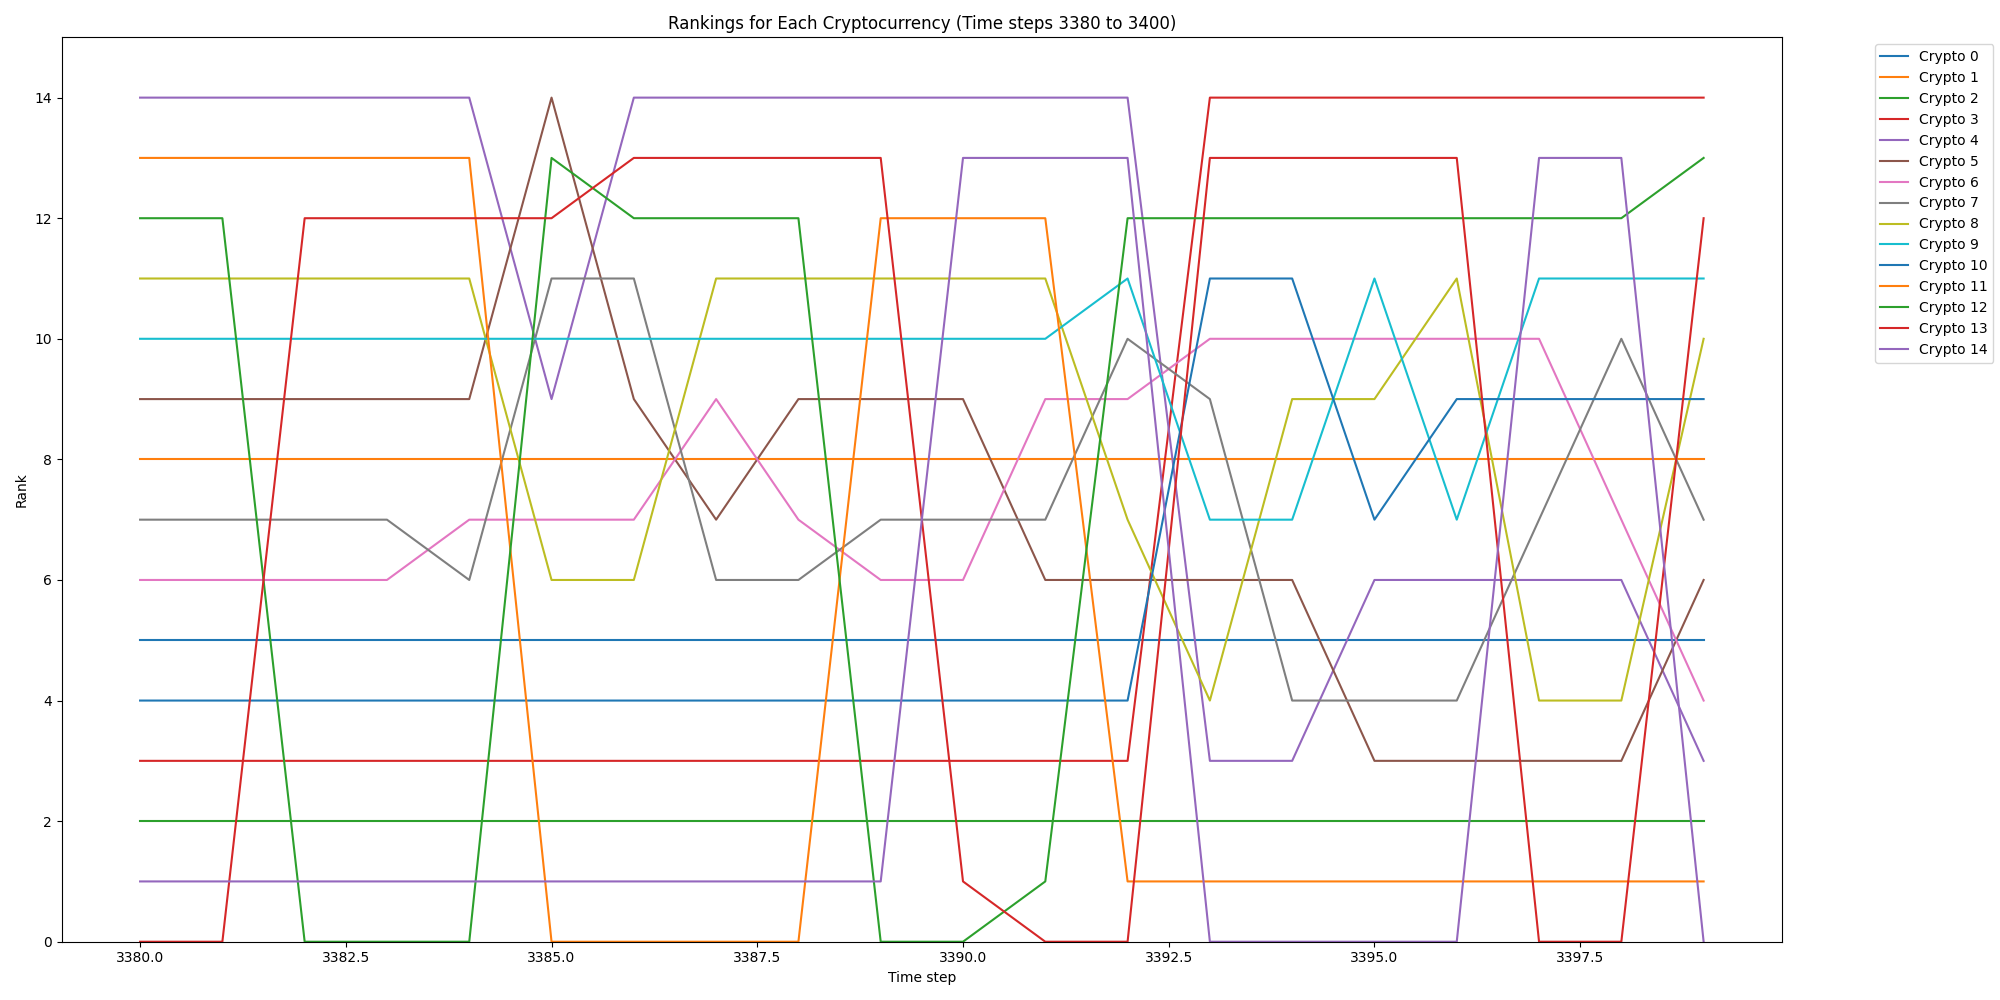 Rankings for Each Cryptocurrency (Time steps 3380 to 3400)
Rank
14
12
10
8
6
4
2
0
3380.0
3382.5
3385.0
3387.5
3390.0
3392.5
3395.0
3397.5
Time step
Crypto 0
Crypto 1
Crypto 2
Crypto 3
Crypto 4
Crypto 5
Crypto 6
Crypto 7
Crypto 8
Crypto 9
Crypto 10
Crypto 11
Crypto 12
Crypto 13
Crypto 14